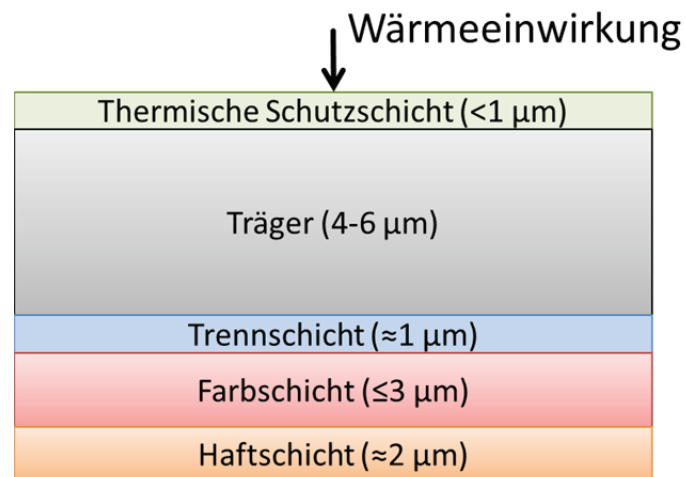 Wärmeeinwirkung
Thermische Schutzschicht (<1 µm)
Träger (4-6 µm)
Trennschicht (≈1 µm)
Farbschicht (≤3 µm)
Haftschicht (≈2 µm)